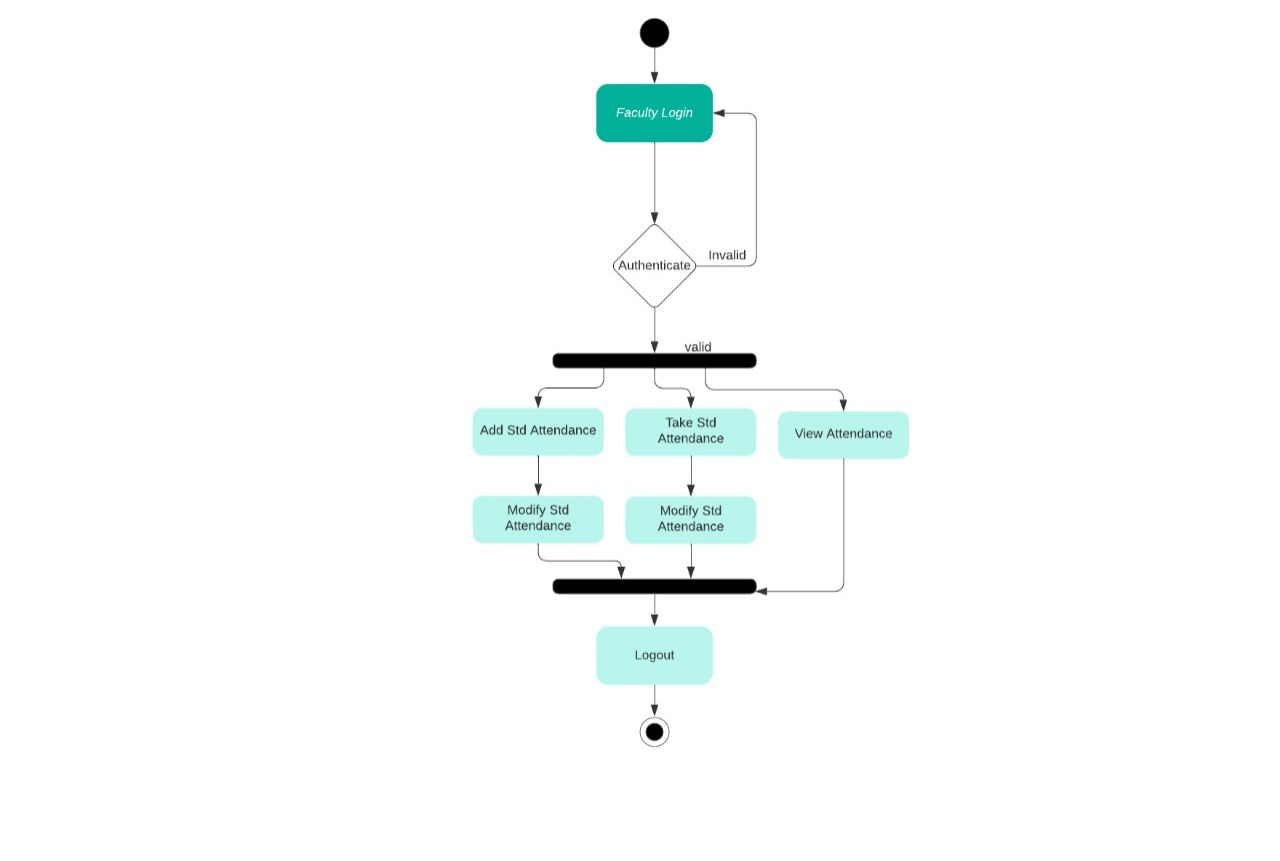 Faculty Login
Authenticate
Invalid
valid
Add Std Attendance
Take Std
Attendance
View Attendance
Modify Std
Attendance
Modify Std
Attendance
Logout